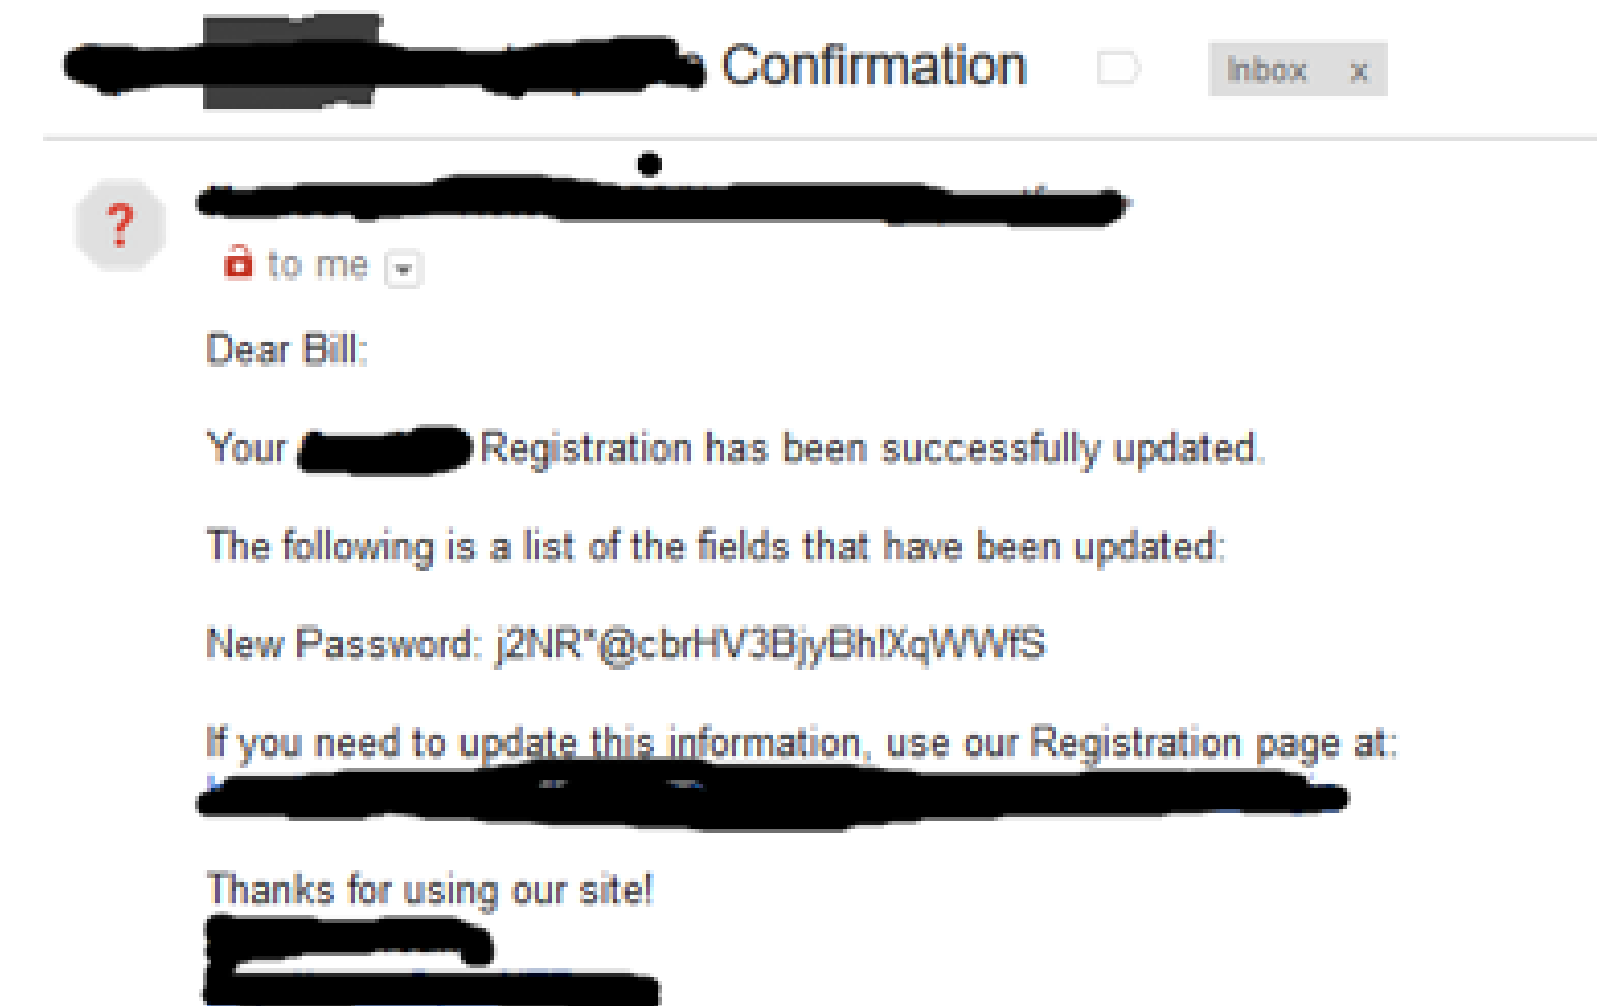 Confirmation Inbox x
?
to me
Dear Bill:
Your Registration has been successfully updated.
The following is a list of the fields that have been updated:
New Password: j2NR*@cbrHV3BjyBh!XqWWfS
If you need to update this information, use our Registration page at:
Thanks for using our site!